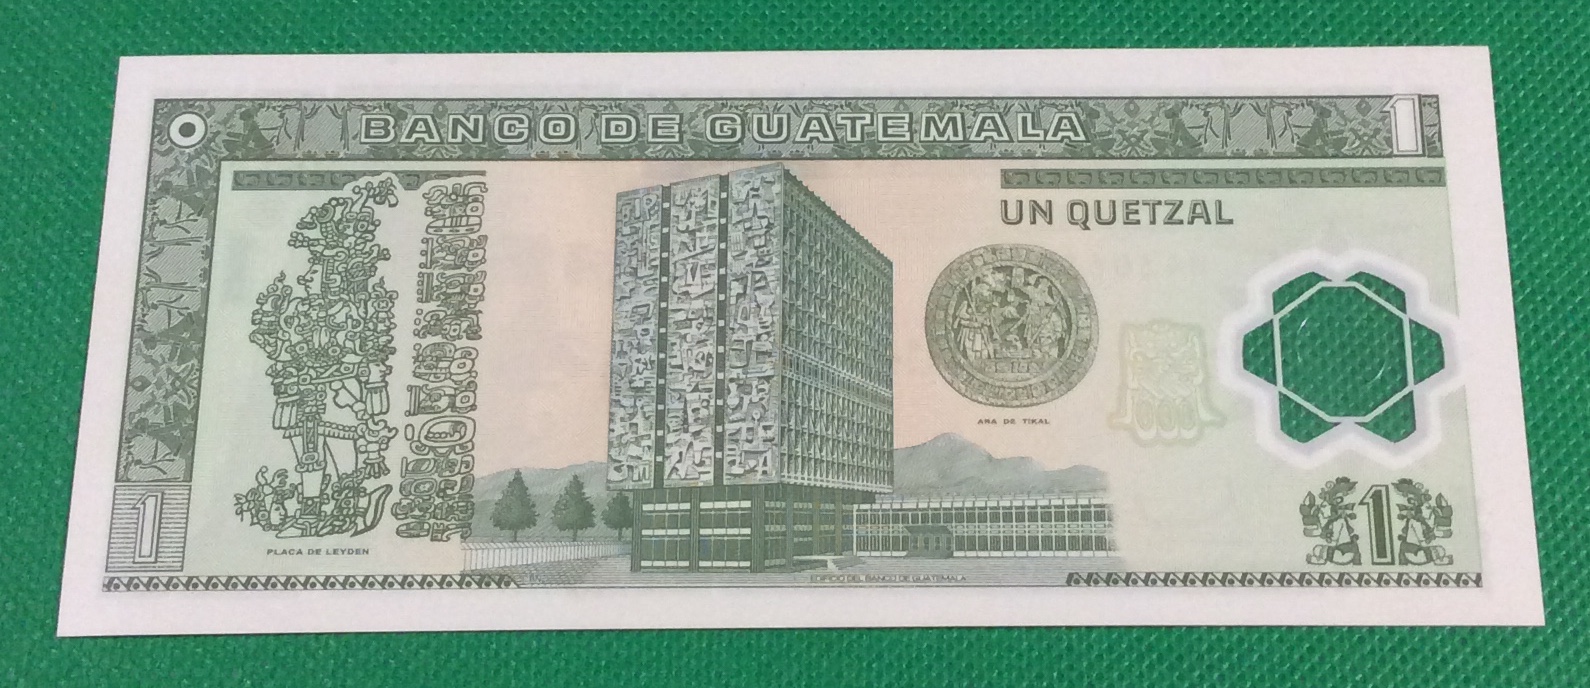 BANCO DE GUATEMALA
1
UN QUETZAL
ARA DE TIKAL
1
PLACA DE LEYDEN
EDIFICIO DEL BANCO DE GUATEMALA
1